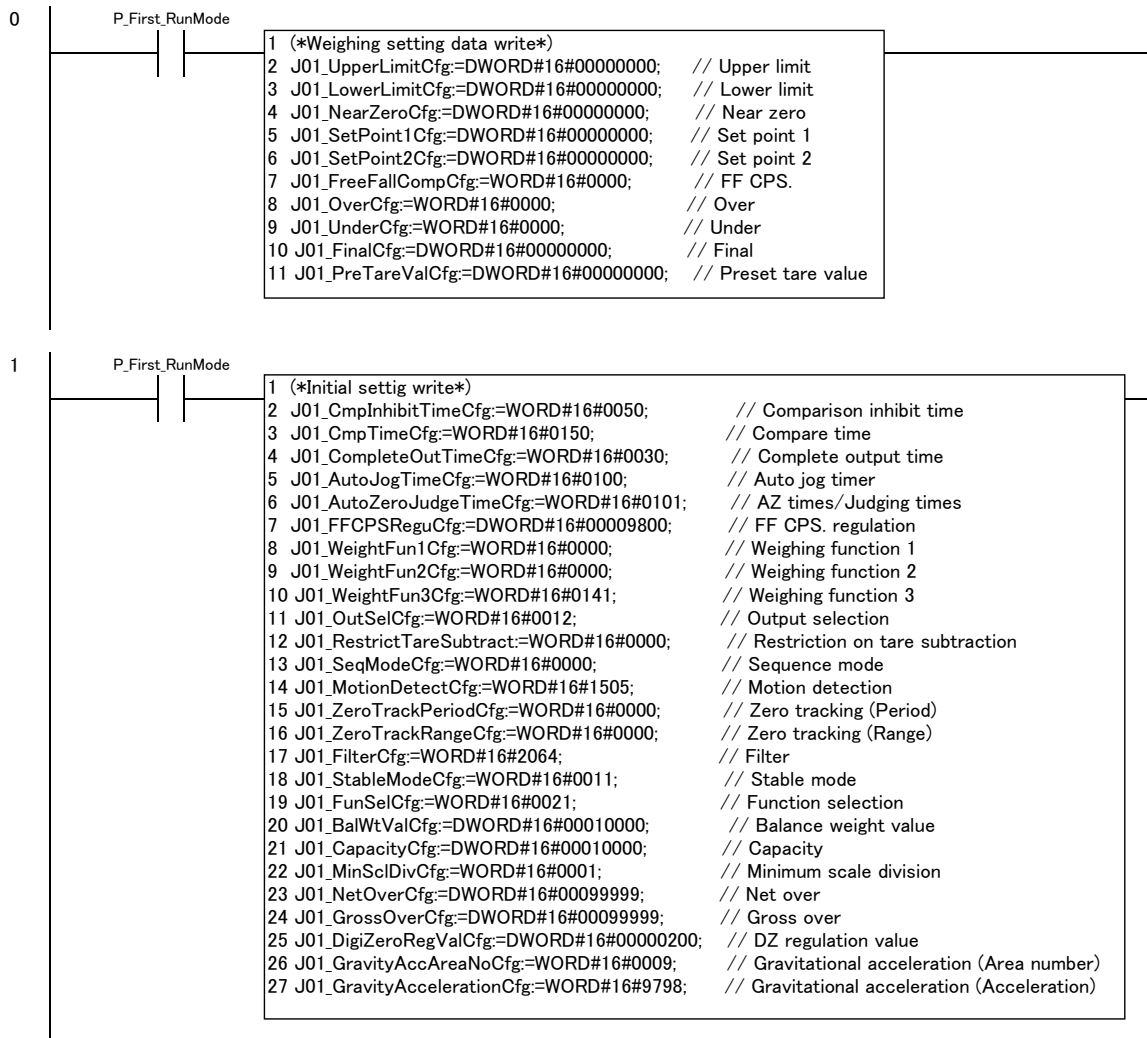 0
P_First_RunMode
1 (*Weighing setting data write*)
2 J01_UpperLimitCfg:=DWORD#16#00000000; // Upper limit
3 J01_LowerLimitCfg:=DWORD#16#00000000; // Lower limit
4 J01_NearZeroCfg:=DWORD#16#00000000; // Near zero
5 J01_SetPoint1Cfg:=DWORD#16#00000000; // Set point 1
6 J01_SetPoint2Cfg:=DWORD#16#00000000; // Set point 2
7 J01_FreeFallCompCfg:=WORD#16#0000; // FF CPS.
8 J01_OverCfg:=WORD#16#0000; // Over
9 J01_UnderCfg:=WORD#16#0000; // Under
10 J01_FinalCfg:=DWORD#16#00000000; // Final
11 J01_PreTareValCfg:=DWORD#16#00000000; // Preset tare value
1
P_First_RunMode
1 (*Initial settig write*)
2 J01_CmpInhibitTimeCfg:=WORD#16#0050; // Comparison inhibit time
3 J01_CmpTimeCfg:=WORD#16#0150; // Compare time
4 J01_CompleteOutTimeCfg:=WORD#16#0030; // Complete output time
5 J01_AutoJogTimeCfg:=WORD#16#0100; // Auto jog timer
6 J01_AutoZeroJudgeTimeCfg:=WORD#16#0101; // AZ times/Judging times
7 J01_FFCPSReguCfg:=DWORD#16#00009800; // FF CPS. regulation
8 J01_WeightFun1Cfg:=WORD#16#0000; // Weighing function 1
9 J01_WeightFun2Cfg:=WORD#16#0000; // Weighing function 2
10 J01_WeightFun3Cfg:=WORD#16#0141; // Weighing function 3
11 J01_OutSelCfg:=WORD#16#0012; // Output selection
12 J01_RestrictTareSubtract:=WORD#16#0000; // Restriction on tare subtraction
13 J01_SeqModeCfg:=WORD#16#0000; // Sequence mode
14 J01_MotionDetectCfg:=WORD#16#1505; // Motion detection
15 J01_ZeroTrackPeriodCfg:=WORD#16#0000; // Zero tracking (Period)
16 J01_ZeroTrackRangeCfg:=WORD#16#0000; // Zero tracking (Range)
17 J01_FilterCfg:=WORD#16#2064; // Filter
18 J01_StableModeCfg:=WORD#16#0011; // Stable mode
19 J01_FunSelCfg:=WORD#16#0021; // Function selection
20 J01_BalWtValCfg:=DWORD#16#00010000; // Balance weight value
21 J01_CapacityCfg:=DWORD#16#00010000; // Capacity
22 J01_MinSclDivCfg:=WORD#16#0001; // Minimum scale division
23 J01_NetOverCfg:=DWORD#16#00099999; // Net over
24 J01_GrossOverCfg:=DWORD#16#00099999; // Gross over
25 J01_DigiZeroRegValCfg:=DWORD#16#00000200; // DZ regulation value
26 J01_GravityAccAreaNoCfg:=WORD#16#0009; // Gravitational acceleration (Area number)
27 J01_GravityAccelerationCfg:=WORD#16#9798; // Gravitational acceleration (Acceleration)